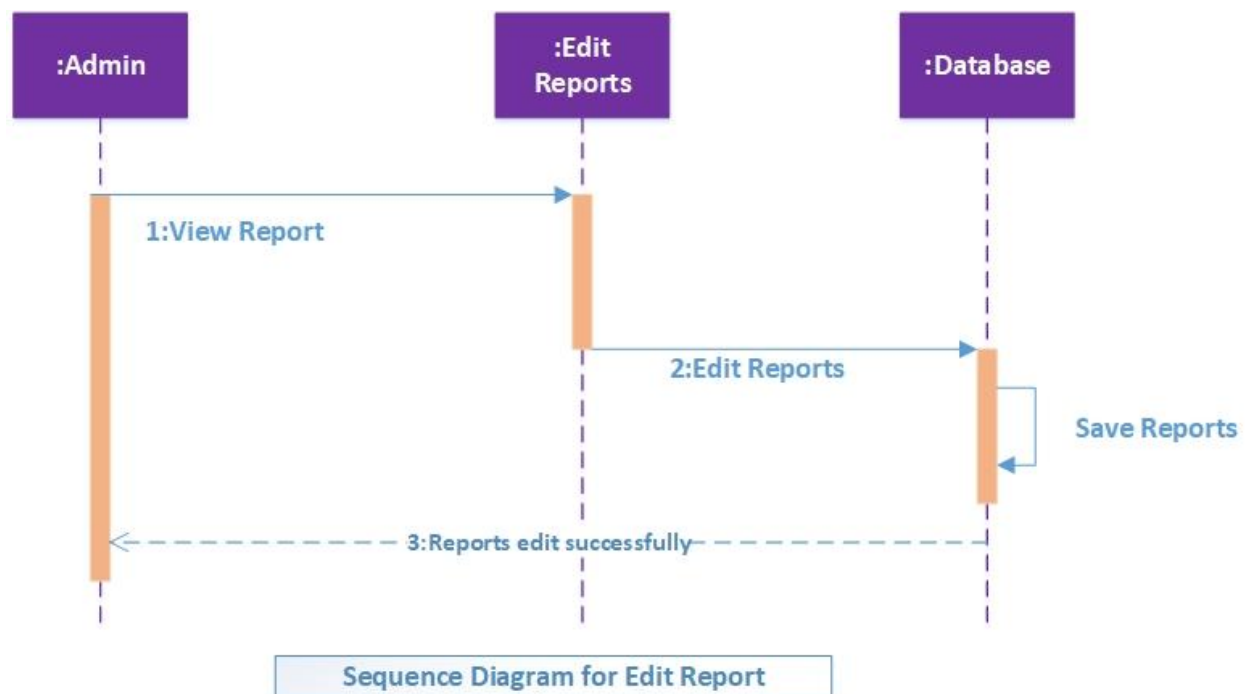 :Admin
:Edit
Reports
:Database
1:View Report
2:Edit Reports
Save Reports
3:Reports edit successfully
Sequence Diagram for Edit Report